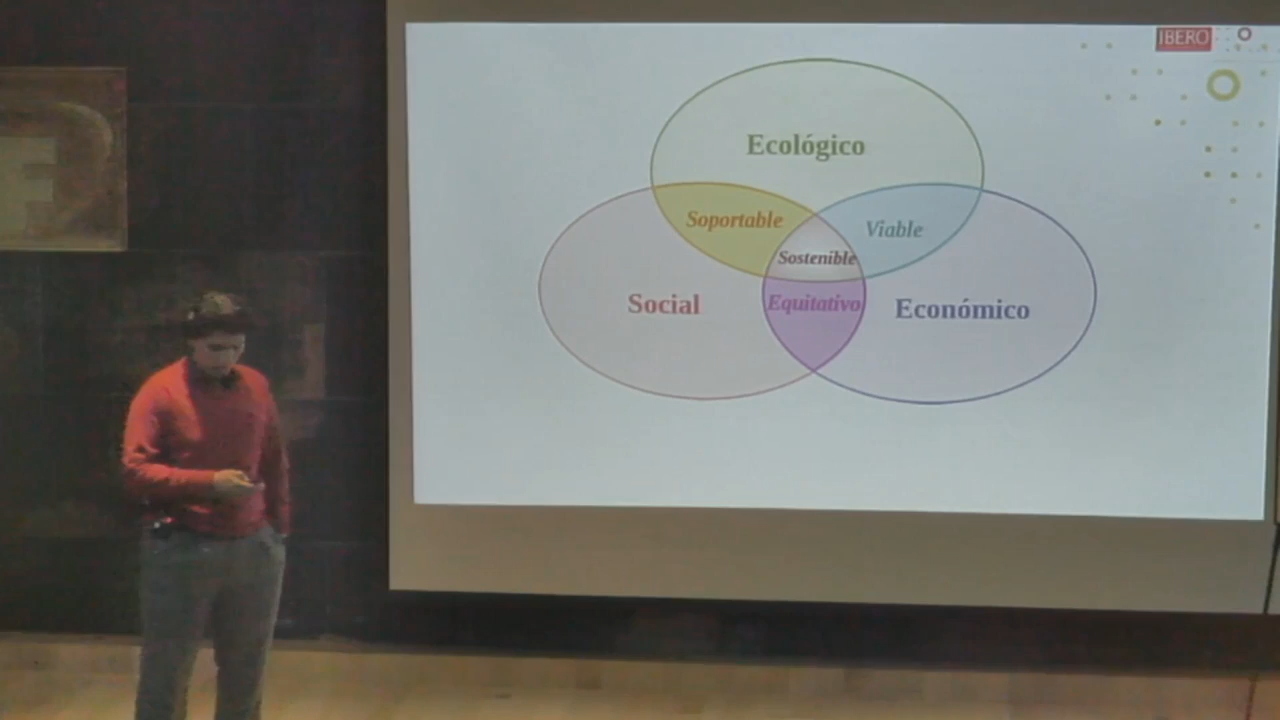 IBERO
Ecológico
Soportable
Viable
Sostenible
Social
Equitativo
Económico